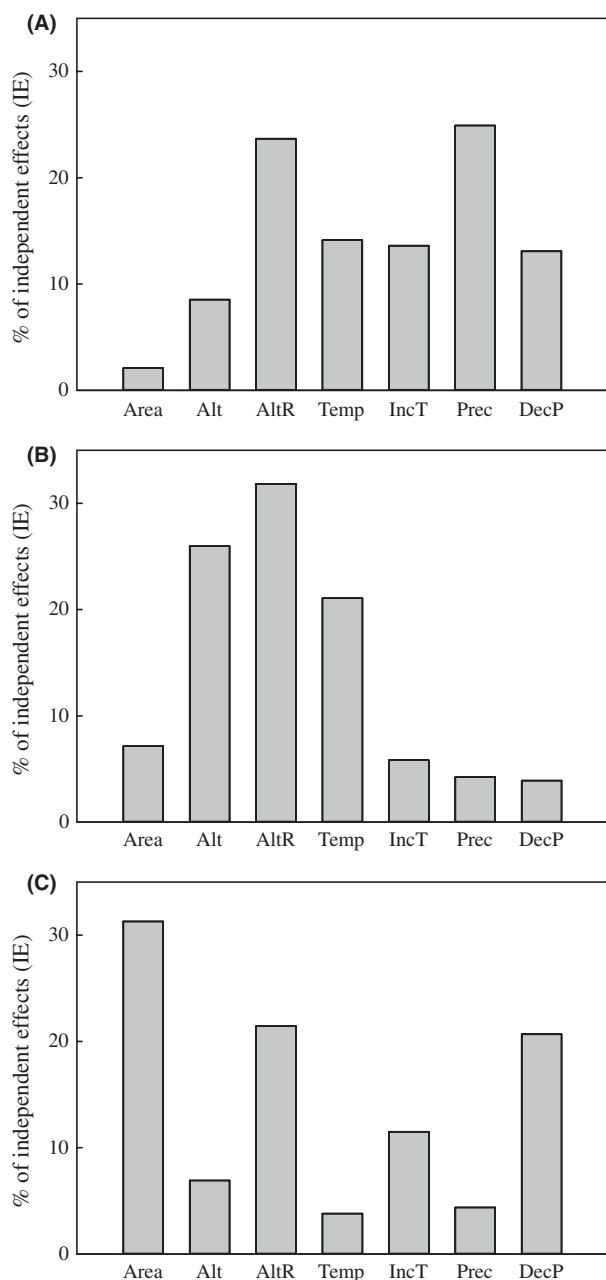 (A)
% of independent effects (IE)
30
20
10
0
Area Alt AltR Temp IncT Prec DecP
(B)
% of independent effects (IE)
30
20
10
0
Area Alt AltR Temp IncT Prec DecP
(C)
% of independent effects (IE)
30
20
10
0
Area Alt AltR Temp IncT Prec DecP